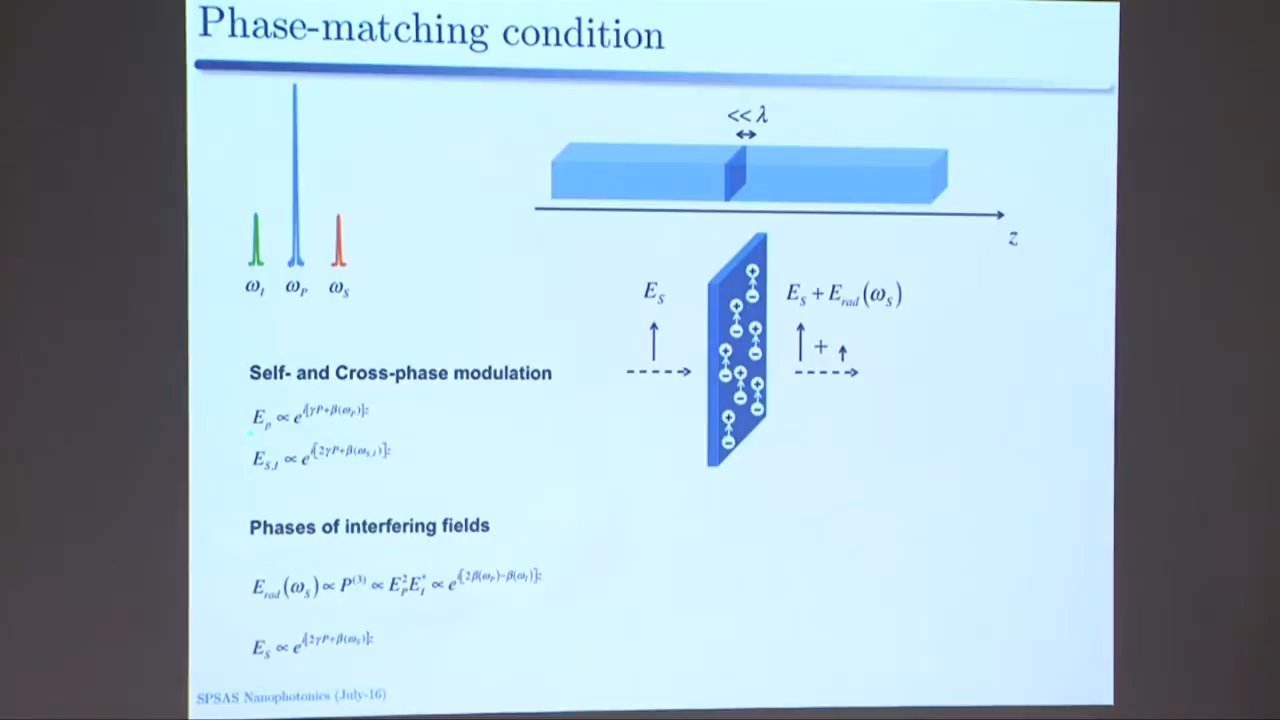 Phase-matching condition
<< λ
z
ω_I ω_P ω_S
E_S
E_S + E_rad(ω_S)
+
Self- and Cross-phase modulation
E_p ∝ e^{i[γP+β(ω_P)]z}
E_{S,I} ∝ e^{i[2γP+β(ω_{S,I})]z}
Phases of interfering fields
E_rad(ω_S) ∝ P^(3) ∝ E_P^2 E_I^* ∝ e^{i[2β(ω_P)−β(ω_I)]z}
E_S ∝ e^{i[2γP+β(ω_S)]z}
SPSAS Nanophotonics (July-16)